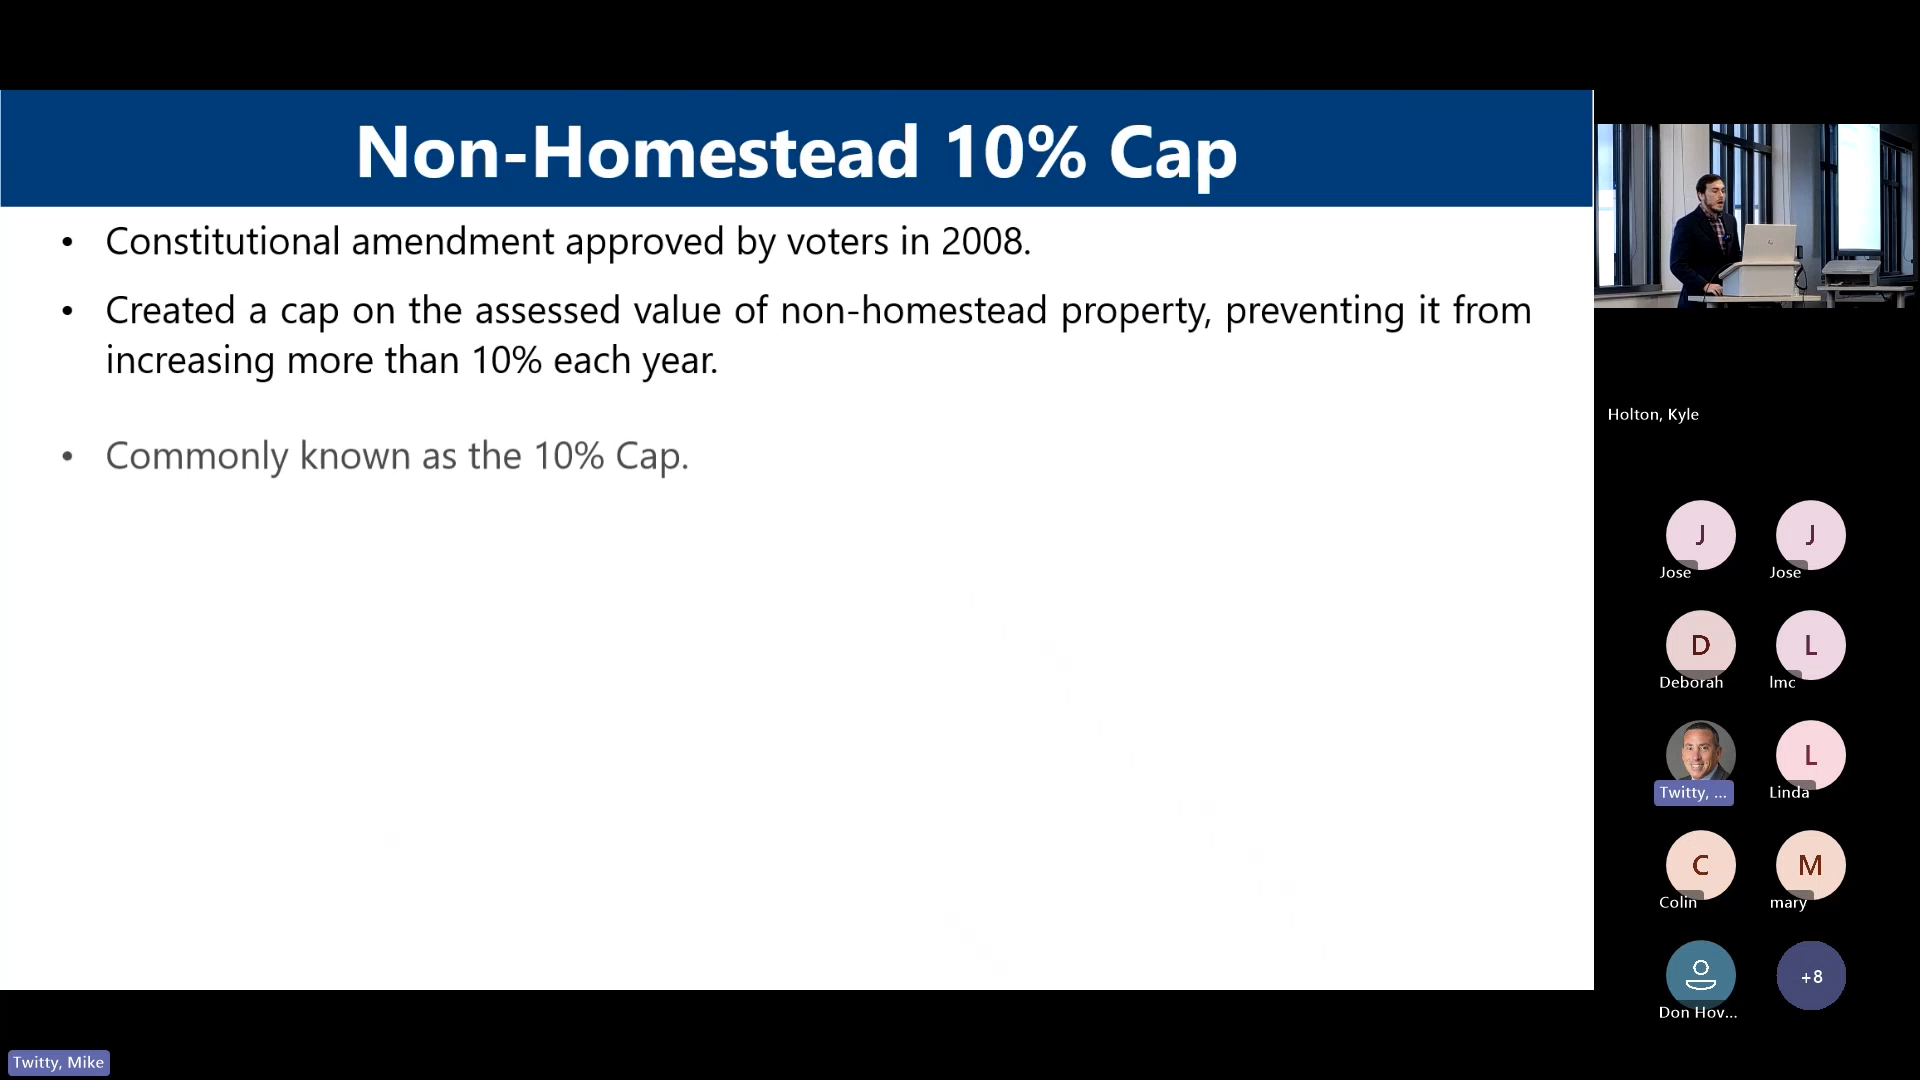 Non-Homestead 10% Cap
• Constitutional amendment approved by voters in 2008.
• Created a cap on the assessed value of non-homestead property, preventing it from
increasing more than 10% each year.
• Commonly known as the 10% Cap.
Holton, Kyle
J
J
Jose
Jose
D
L
Deborah
lmc
L
Twitty, ...
Linda
C
M
Colin
mary
+8
Don Hov...
Twitty, Mike